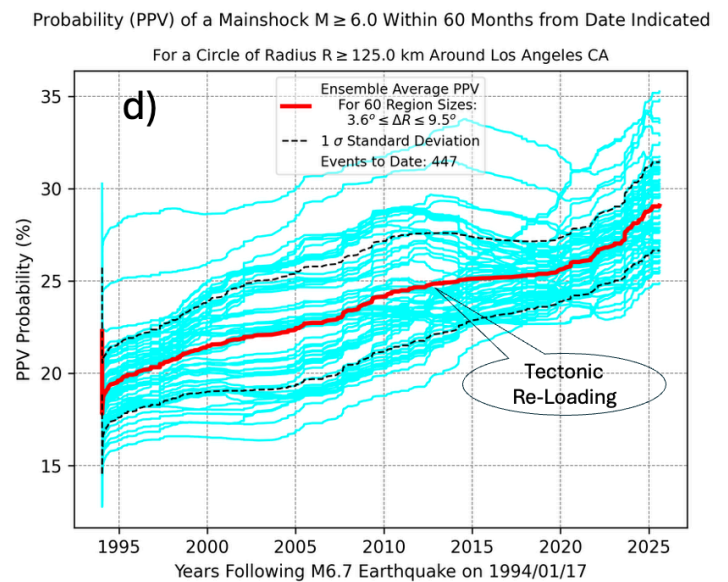 Probability (PPV) of a Mainshock M ≥ 6.0 Within 60 Months from Date Indicated
For a Circle of Radius R ≥ 125.0 km Around Los Angeles CA
d)
Ensemble Average PPV
For 60 Region Sizes:
3.6° ≤ ΔR ≤ 9.5°
1 σ Standard Deviation
Events to Date: 447
PPV Probability (%)
35
30
25
20
15
Tectonic
Re-Loading
1995 2000 2005 2010 2015 2020 2025
Years Following M6.7 Earthquake on 1994/01/17